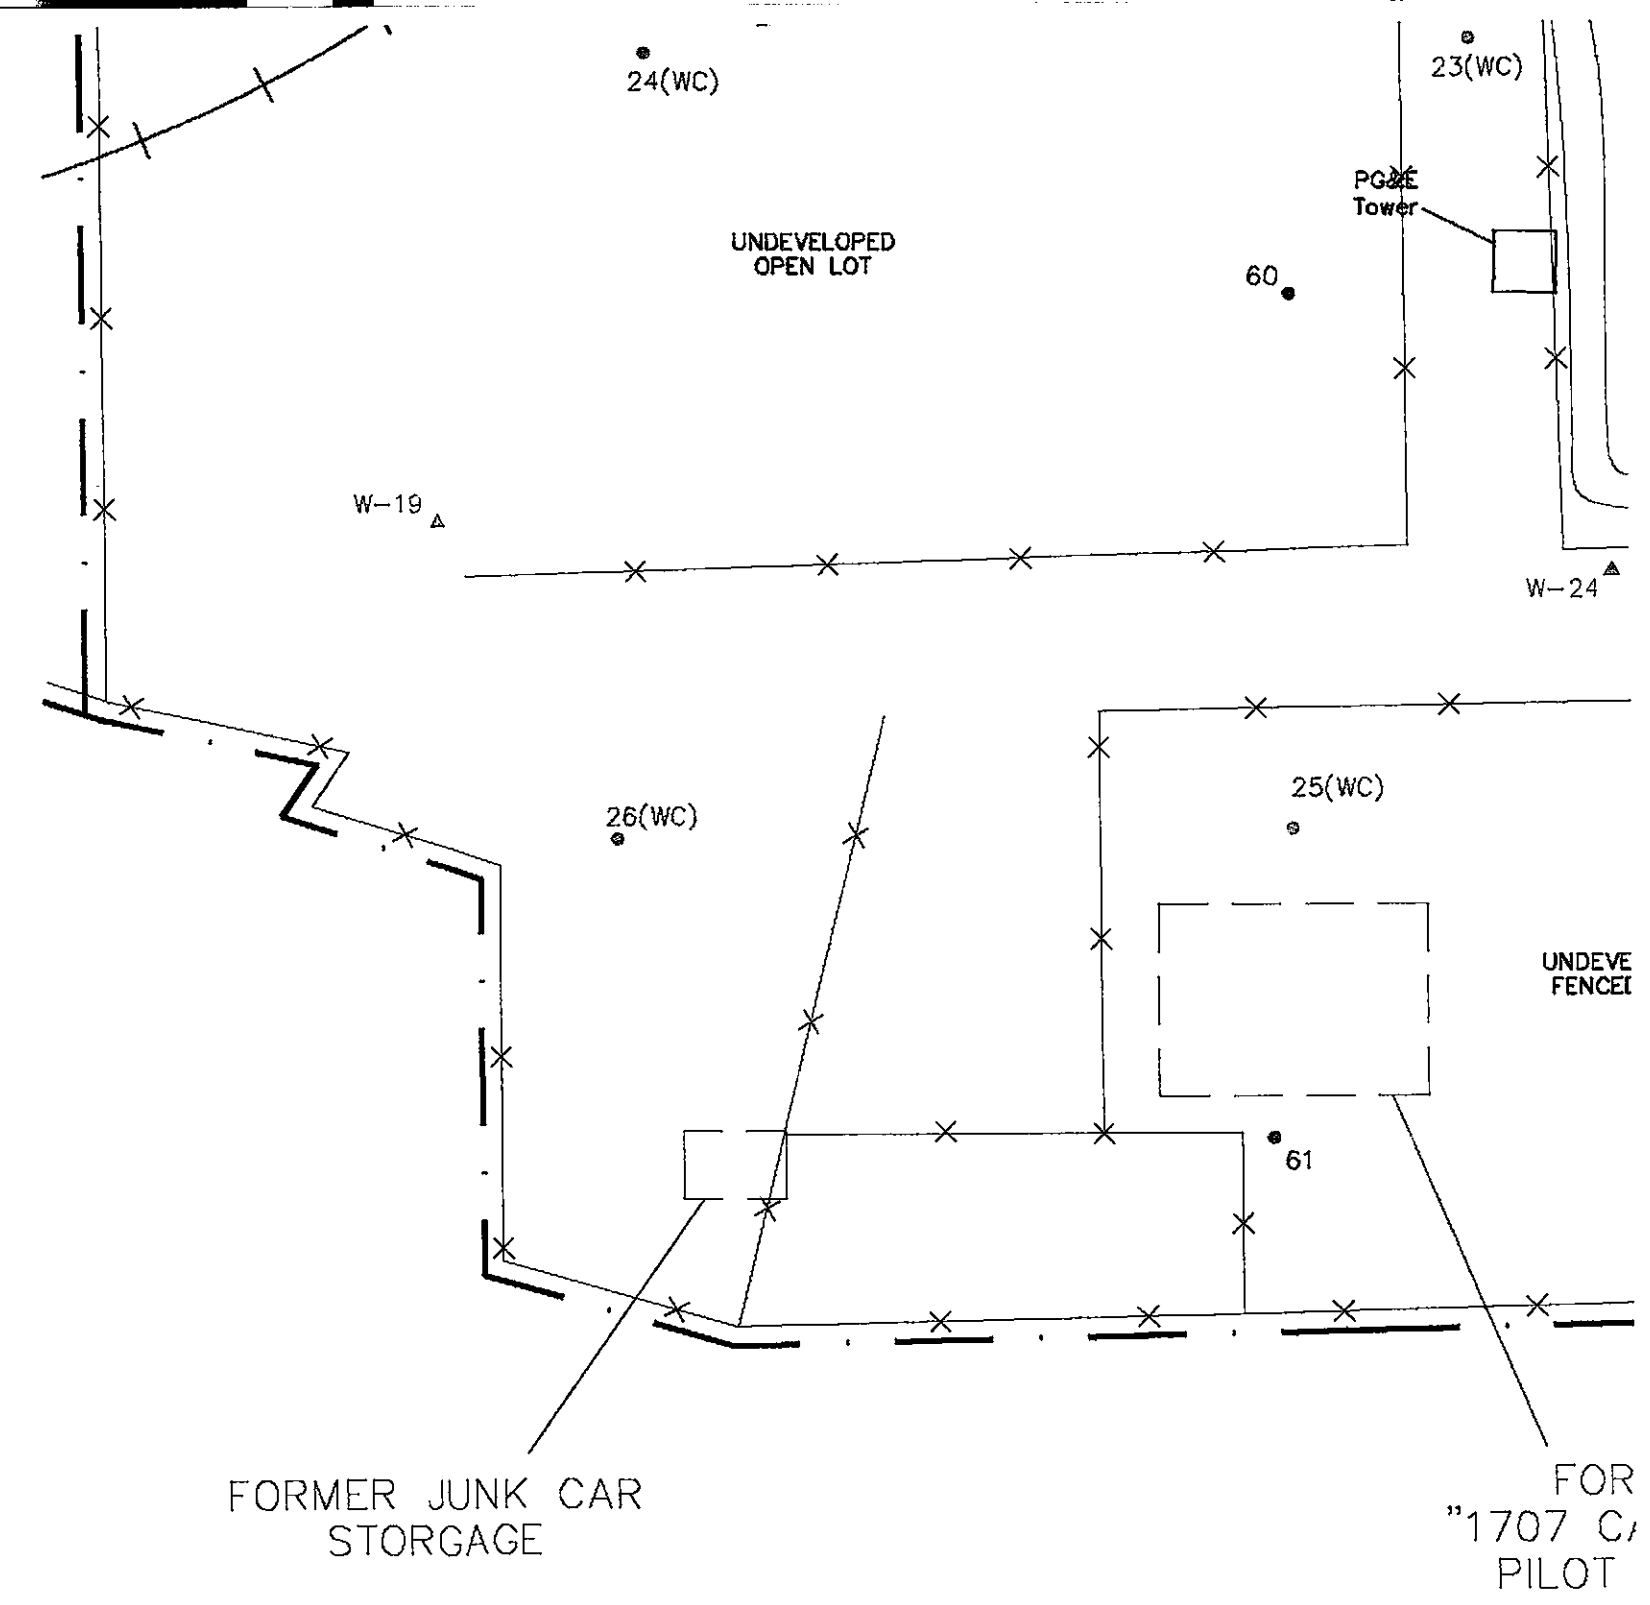 24(WC)
23(WC)
PG&E
Tower
UNDEVELOPED
OPEN LOT
60
W-19
W-24
25(WC)
26(WC)
UNDEVE
FENCED
61
FORMER JUNK CAR
STORGAGE
FOR
"1707 CA
PILOT